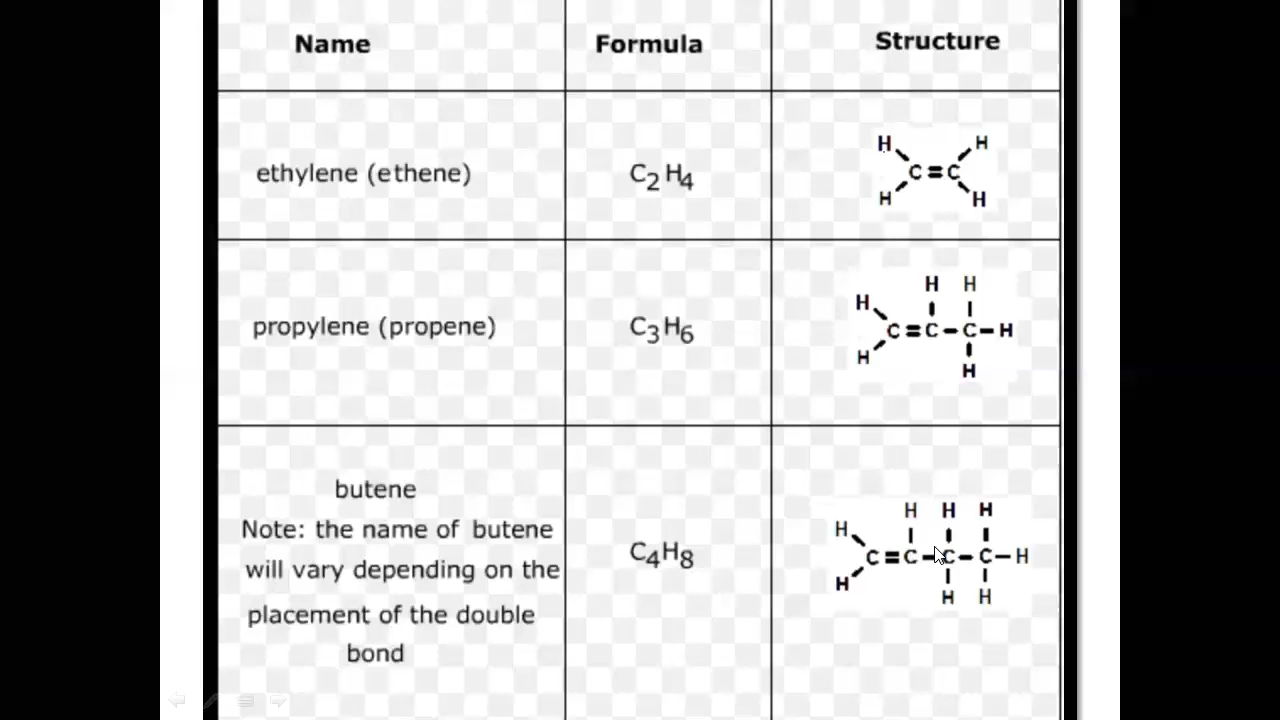 Name Formula Structure
ethylene (ethene) C2H4
H H
C=C
H H
propylene (propene) C3H6
H H
H
C=C-C-H
H
H
butene
Note: the name of butene
will vary depending on the
placement of the double
bond
C4H8
H H H
H
C=C-C-C-H
H
H H